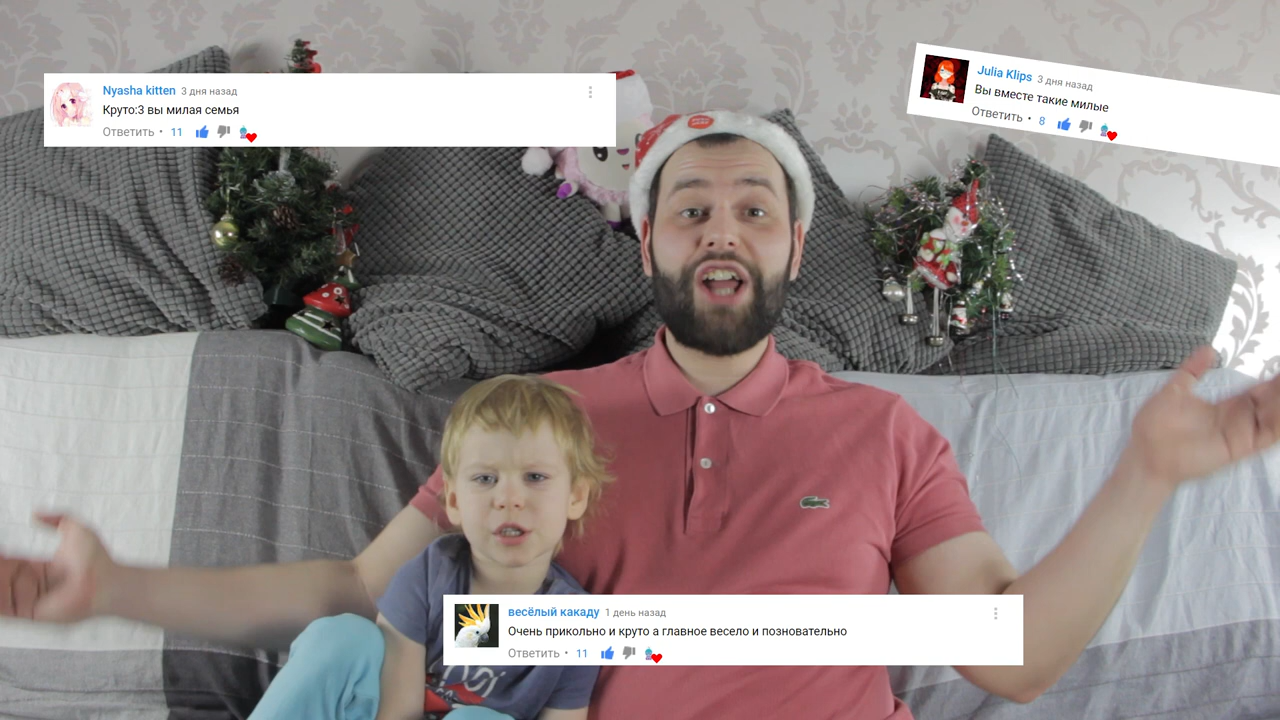 Nyasha kitten 3 дня назад
Круто:3 вы милая семья
Ответить • 11
Julia Klips 3 дня назад
Вы вместе такие милые
Ответить • 8
весёлый какаду 1 день назад
Очень прикольно и круто а главное весело и позновательно
Ответить • 11